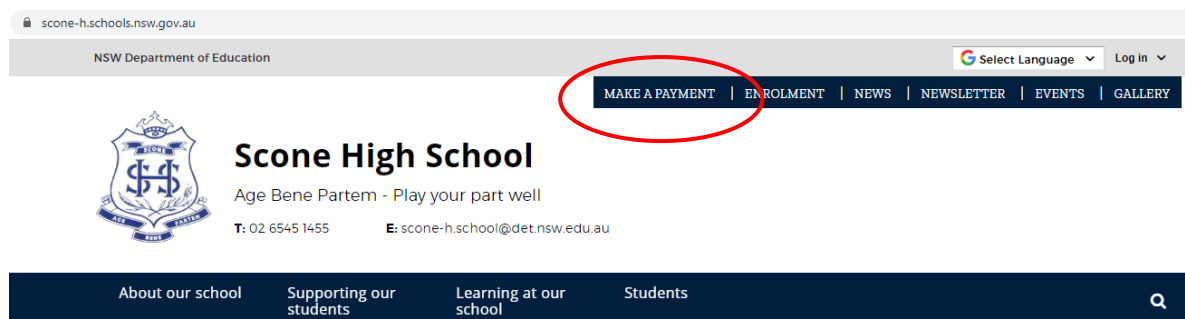 scone-h.schools.nsw.gov.au
NSW Department of Education
Select Language
Log in
MAKE A PAYMENT | ENROLMENT | NEWS | NEWSLETTER | EVENTS | GALLERY
SCONE
SHS
AGE BENE PARTEM
Scone High School
Age Bene Partem - Play your part well
T: 02 6545 1455 E: scone-h.school@det.nsw.edu.au
About our school
Supporting our
students
Learning at our
school
Students